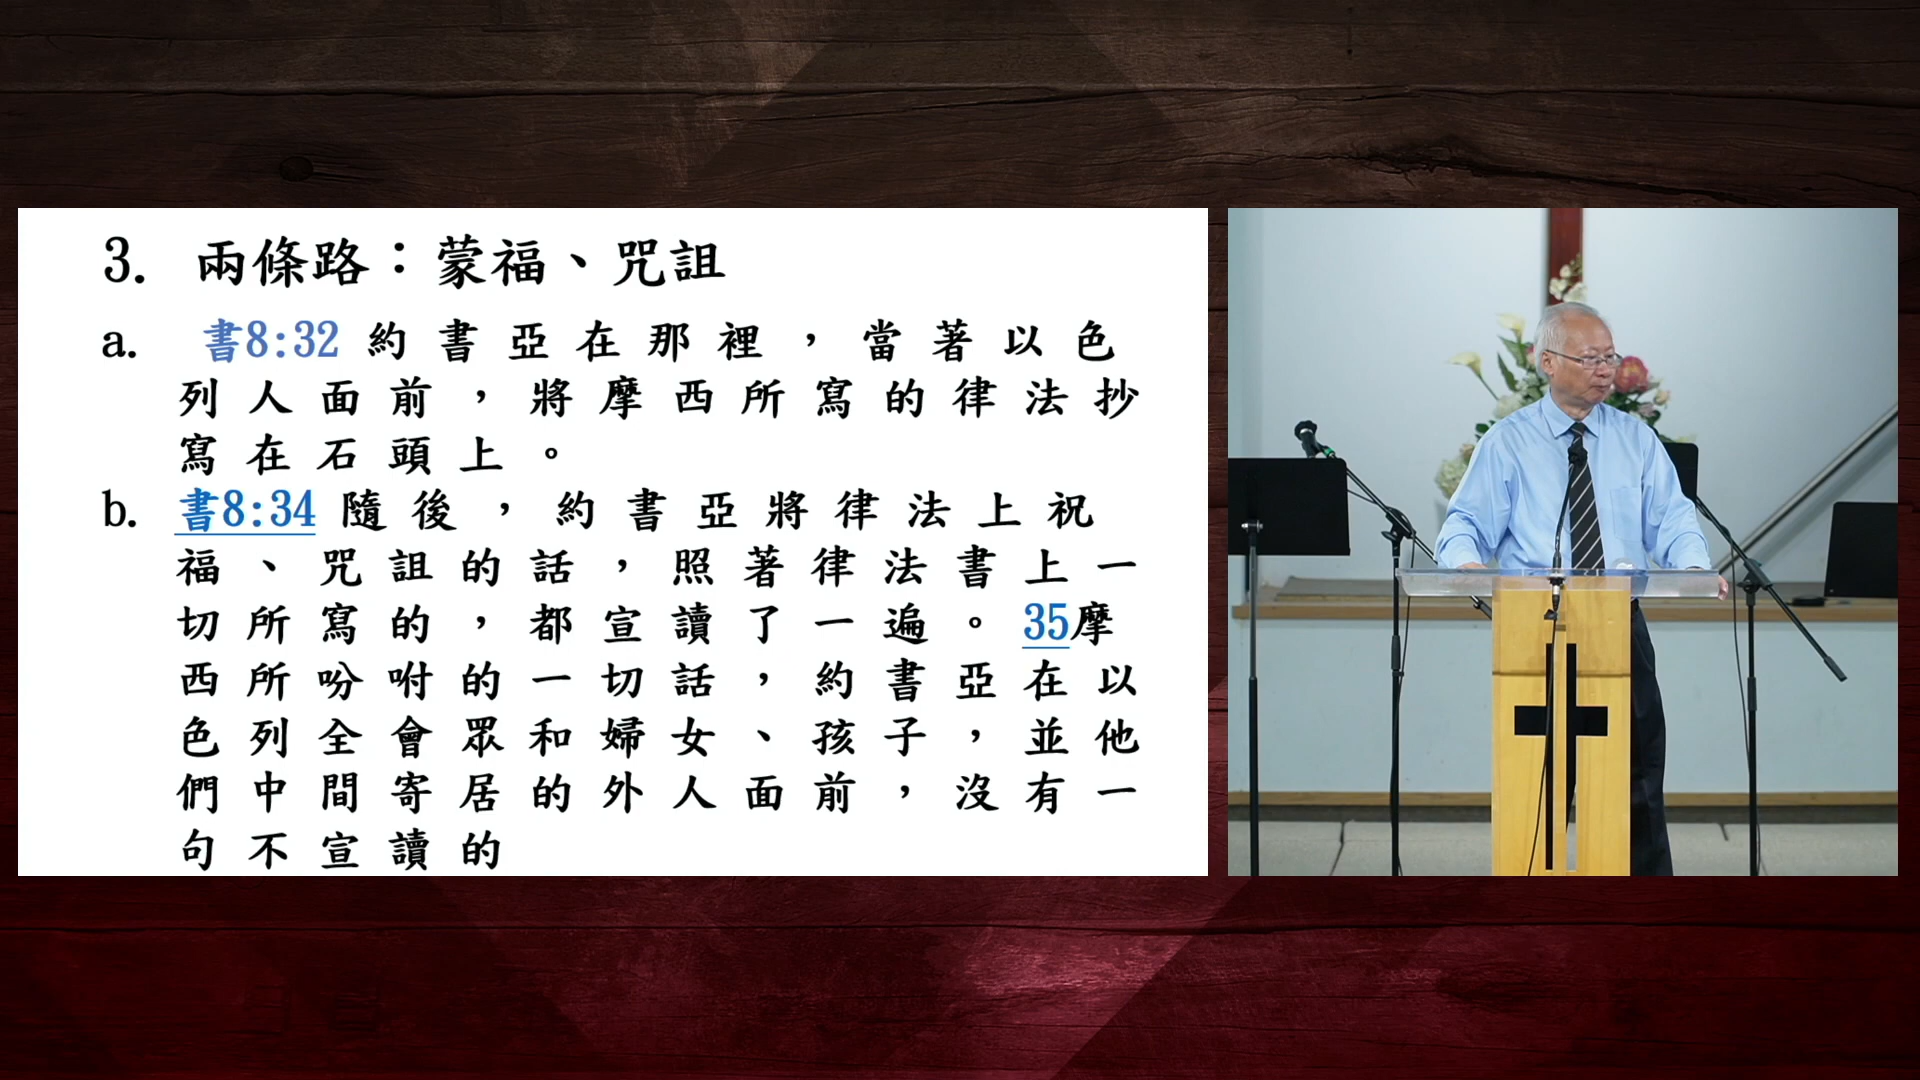 3. 兩條路：蒙福、咒詛
a. 書8:32 約書亞在那裡，當著以色
列人面前，將摩西所寫的律法抄
寫在石頭上。
b. 書8:34 隨後，約書亞將律法上祝
福、咒詛的話，照著律法書上一
切所寫的，都宣讀了一遍。35摩
西所吩咐的一切話，約書亞在以
色列全會眾和婦女、孩子，並他
們中間寄居的外人面前，沒有一
句不宣讀的